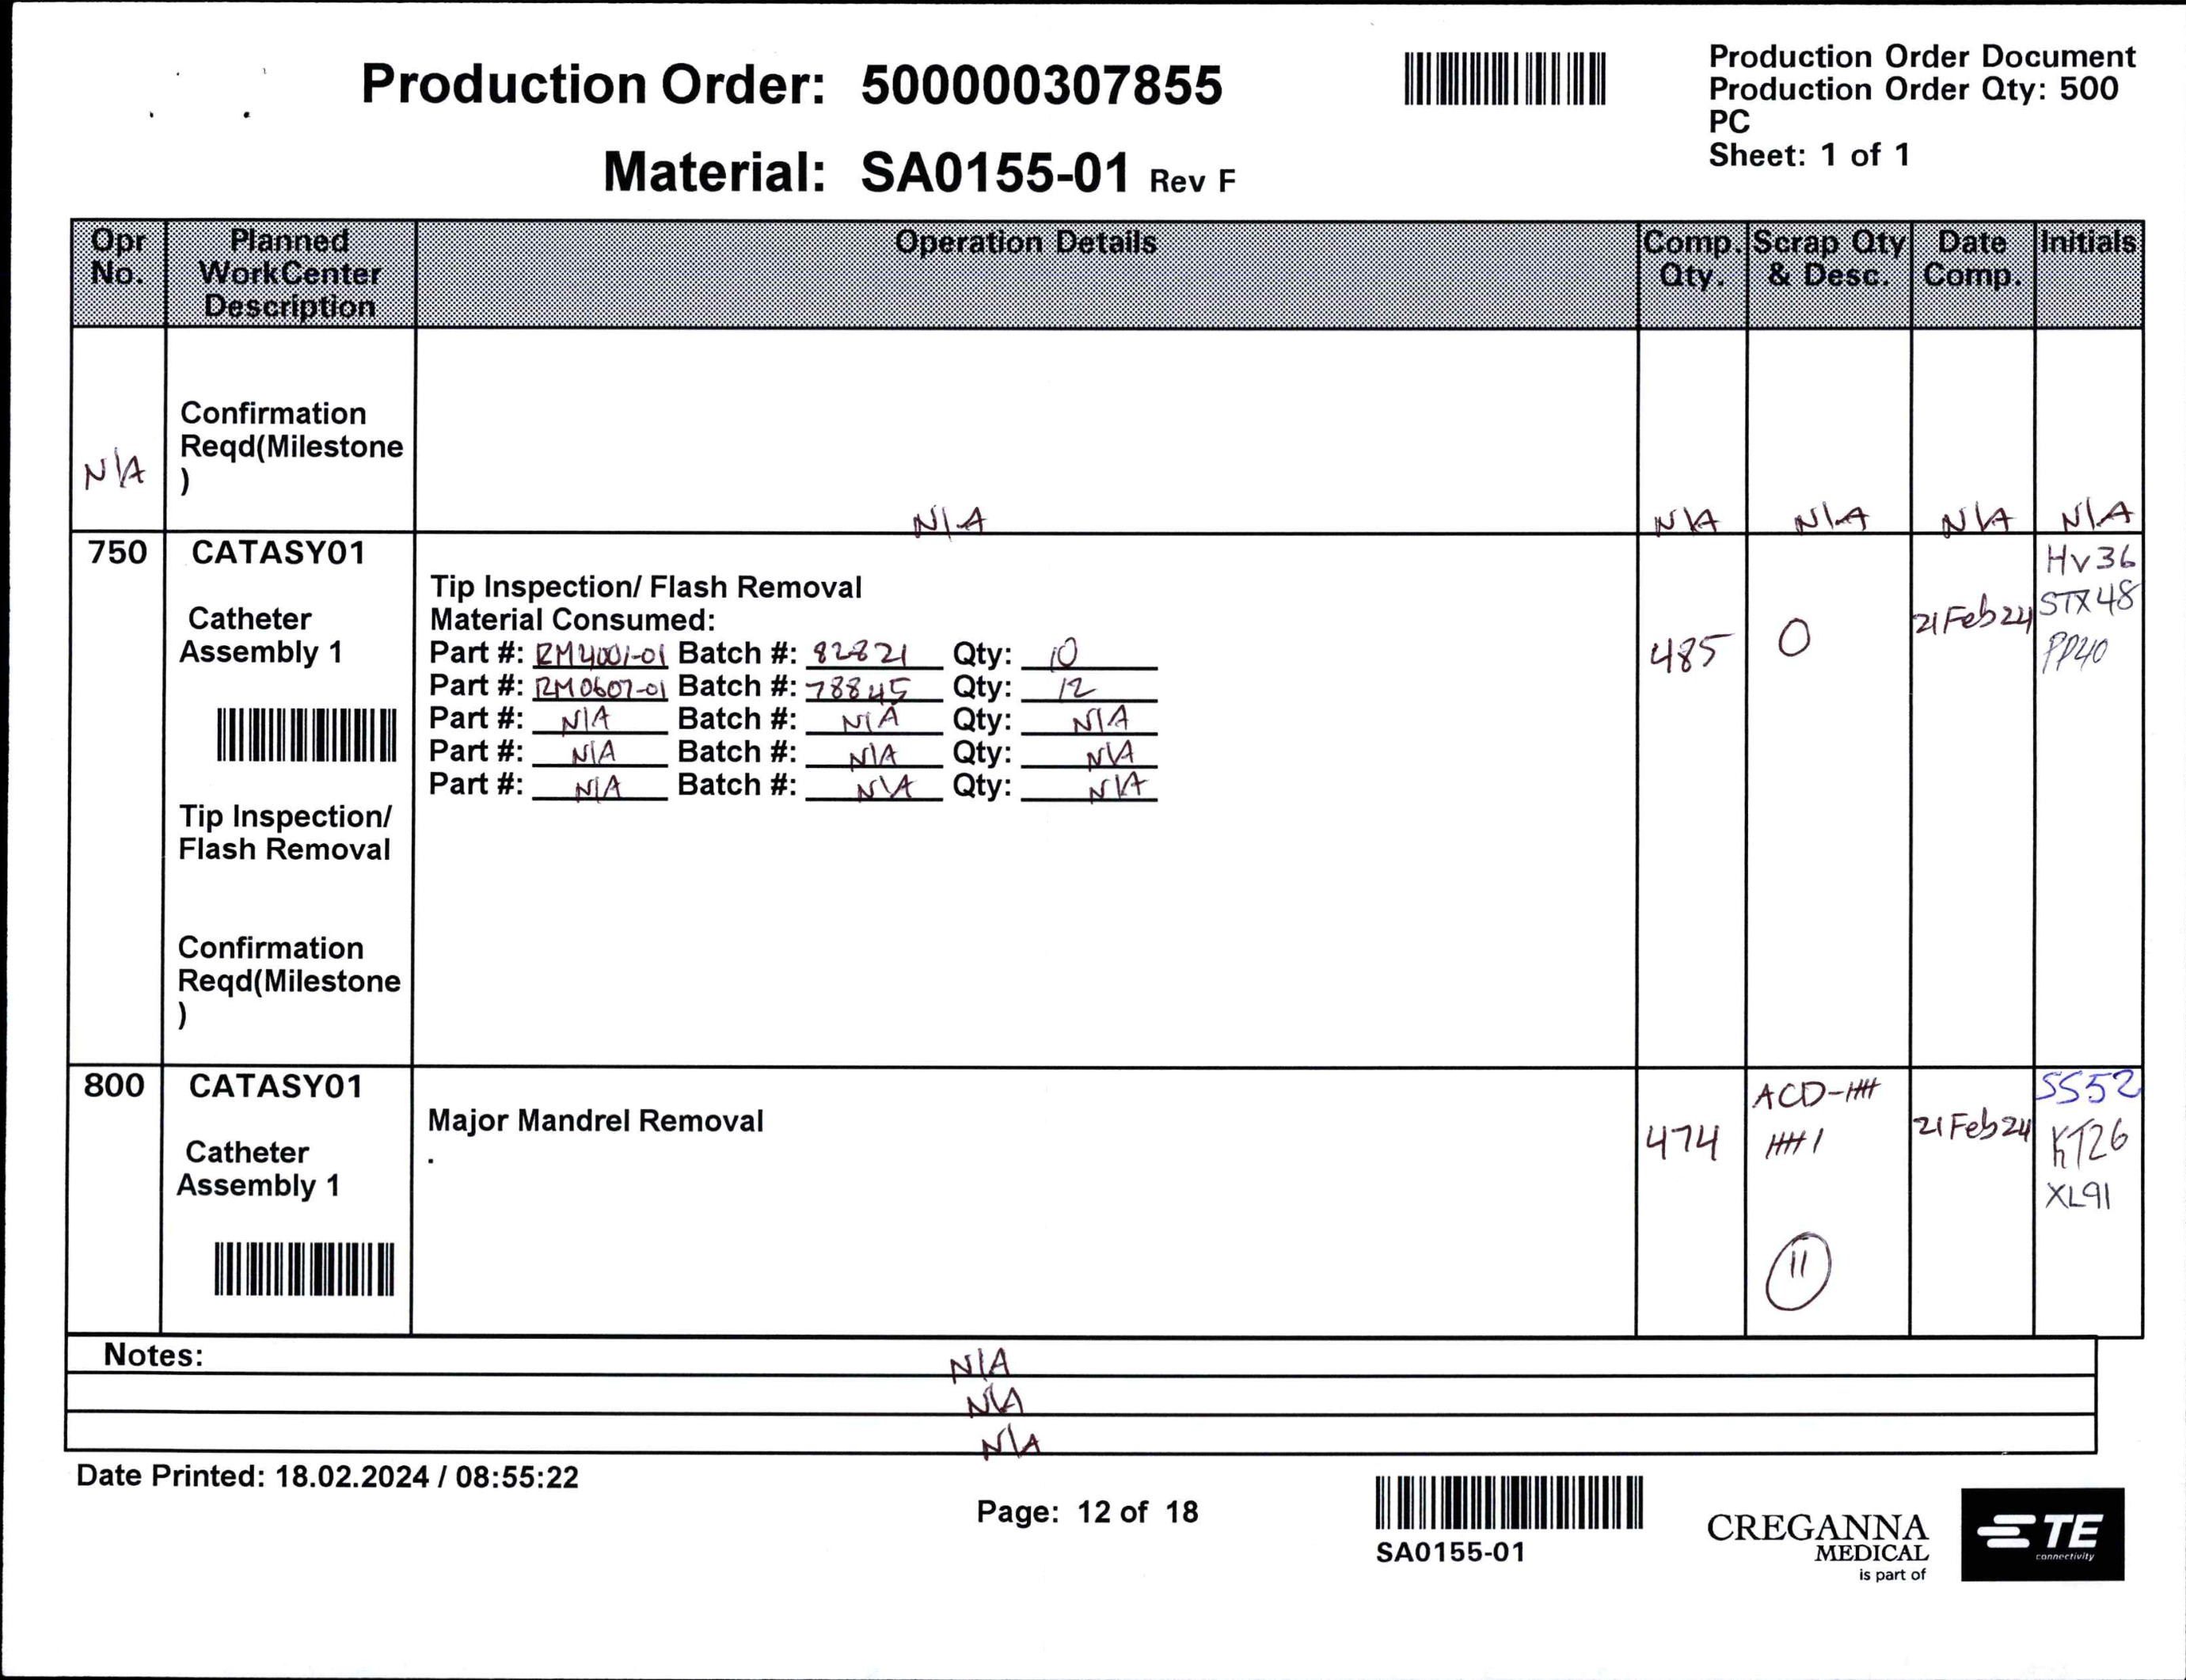 Production Order: 500000307855
Production Order Document
Production Order Qty: 500
PC
Sheet: 1 of 1
Material: SA0155-01 Rev F
Opr No.
Planned WorkCenter Description
Operation Details
Comp. Qty.
Scrap Qty & Desc.
Date Comp.
Initials
N/A
Confirmation
Reqd(Milestone
)
N/A
N/A
N/A
N/A
N/A
750
CATASY01
Catheter
Assembly 1
Tip Inspection/
Flash Removal
Confirmation
Reqd(Milestone
)
Tip Inspection/ Flash Removal
Material Consumed:
Part #: RM4001-01 Batch #: 82821 Qty: 10
Part #: RM0607-01 Batch #: 78845 Qty: 12
Part #: N/A Batch #: N/A Qty: N/A
Part #: N/A Batch #: N/A Qty: N/A
Part #: N/A Batch #: N/A Qty: N/A
485
0
21Feb24
HV36
STX48
PP40
800
CATASY01
Catheter
Assembly 1
Major Mandrel Removal
.
474
ACD-
11
21Feb24
SS52
KT26
XL91
Notes:
N/A
N/A
N/A
Date Printed: 18.02.2024 / 08:55:22
Page: 12 of 18
SA0155-01
CREGANNA
MEDICAL
is part of
TE
connectivity